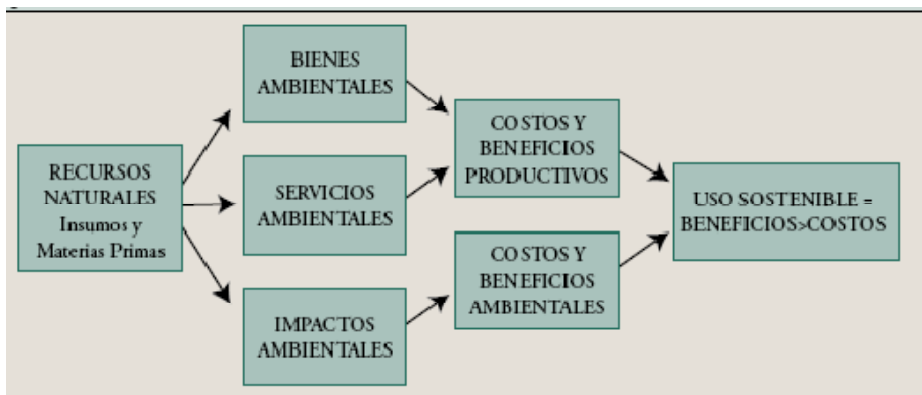 RECURSOS
NATURALES
Insumos y
Materias Primas
BIENES
AMBIENTALES
SERVICIOS
AMBIENTALES
IMPACTOS
AMBIENTALES
COSTOS Y
BENEFICIOS
PRODUCTIVOS
COSTOS Y
BENEFICIOS
AMBIENTALES
USO SOSTENIBLE =
BENEFICIOS>COSTOS